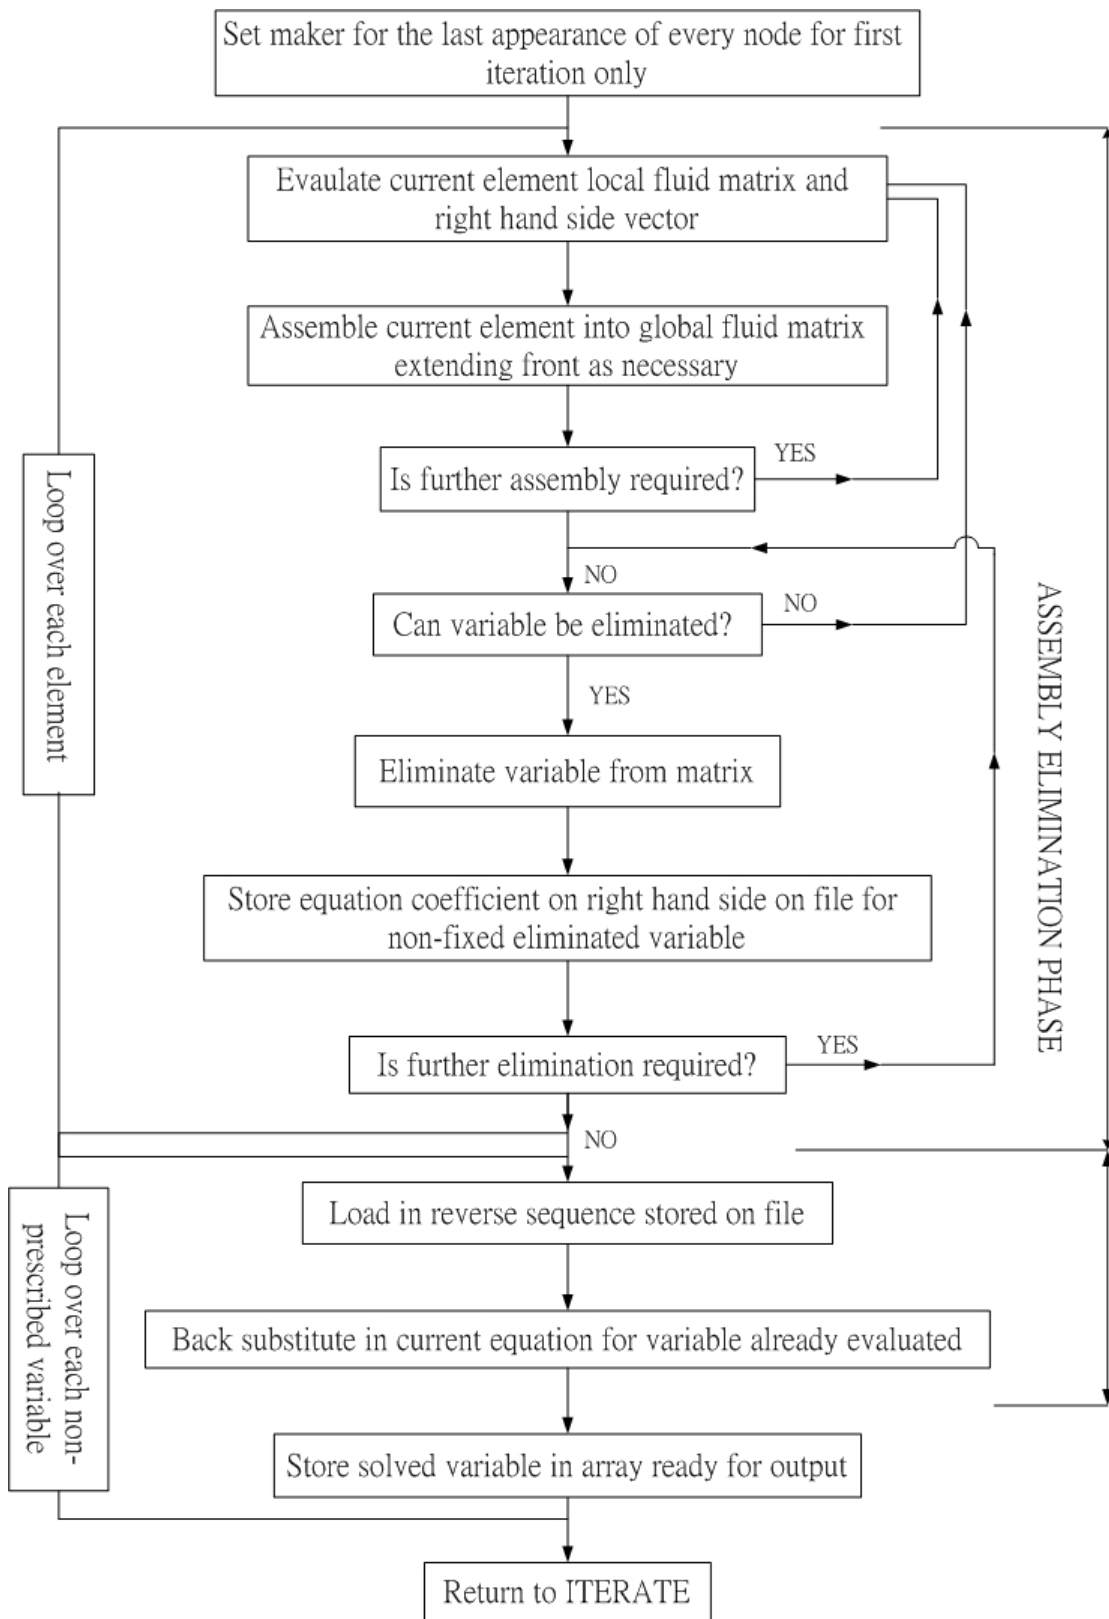 Set maker for the last appearance of every node for first
iteration only
Evaulate current element local fluid matrix and
right hand side vector
Assemble current element into global fluid matrix
extending front as necessary
Is further assembly required?
YES
NO
Can variable be eliminated?
NO
YES
Eliminate variable from matrix
Store equation coefficient on right hand side on file for
non-fixed eliminated variable
Is further elimination required?
YES
NO
Load in reverse sequence stored on file
Back substitute in current equation for variable already evaluated
Store solved variable in array ready for output
Return to ITERATE
Loop over each element
Loop over each non-
prescribed variable
ASSEMBLY ELIMINATION PHASE